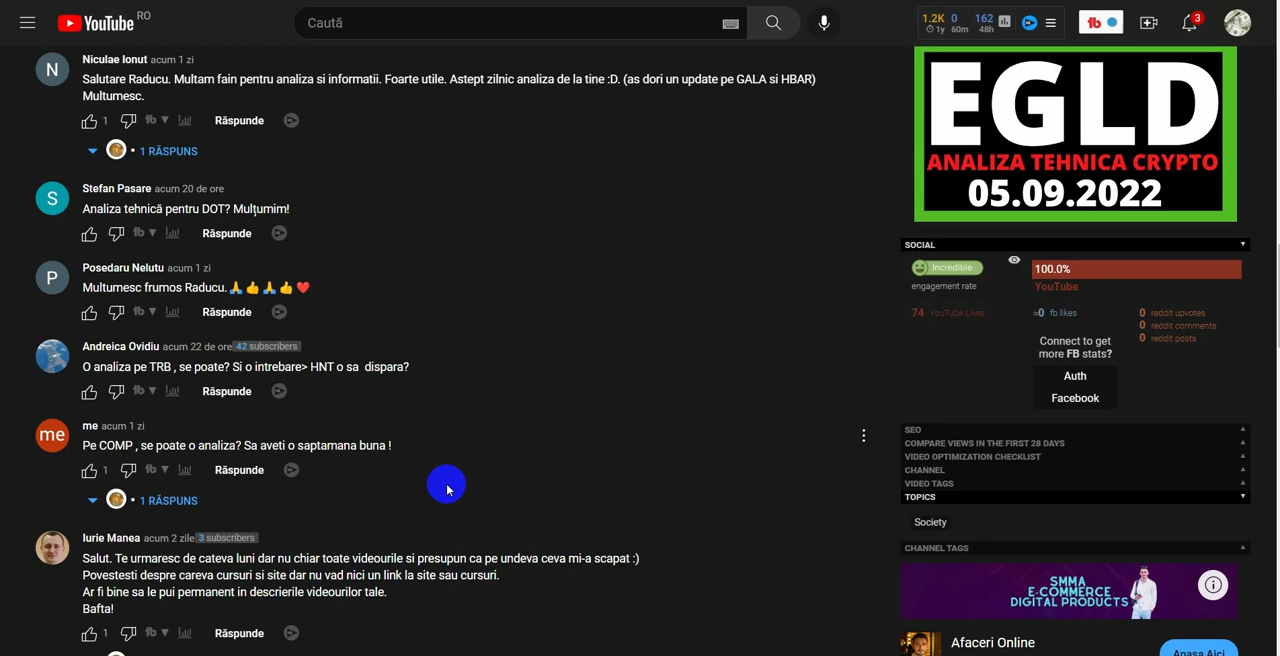 YouTube RO
Caută
1.2K 0 162
1y 60m 48h
tb
3
N
Niculae Ionut acum 1 zi
Salutare Raducu. Multam fain pentru analiza si informatii. Foarte utile. Astept zilnic analiza de la tine :D. (as dori un update pe GALA si HBAR)
Multumesc.
1 tb Răspunde
• 1 RĂSPUNS
S
Stefan Pasare acum 20 de ore
Analiza tehnică pentru DOT? Mulțumim!
tb Răspunde
P
Posedaru Nelutu acum 1 zi
Multumesc frumos Raducu.🙏👍🙏👍❤️
tb Răspunde
Andreica Ovidiu acum 22 de ore 42 subscribers
O analiza pe TRB , se poate? Si o intrebare> HNT o sa dispara?
tb Răspunde
me
me acum 1 zi
Pe COMP , se poate o analiza? Sa aveti o saptamana buna !
1 tb Răspunde
• 1 RĂSPUNS
Iurie Manea acum 2 zile 3 subscribers
Salut. Te urmaresc de cateva luni dar nu chiar toate videourile si presupun ca pe undeva ceva mi-a scapat :)
Povestesti despre careva cursuri si site dar nu vad nici un link la site sau cursuri.
Ar fi bine sa le pui permanent in descrierile videourilor tale.
Bafta!
1 tb Răspunde
EGLD
ANALIZA TEHNICA CRYPTO
05.09.2022
SOCIAL
Incredible
engagement rate
100.0%
YouTube
74 YouTube Likes
≈0 fb likes
0 reddit upvotes
0 reddit comments
0 reddit posts
Connect to get
more FB stats?
Auth
Facebook
SEO
COMPARE VIEWS IN THE FIRST 28 DAYS
VIDEO OPTIMIZATION CHECKLIST
CHANNEL
VIDEO TAGS
TOPICS
Society
CHANNEL TAGS
SMMA
E-COMMERCE
DIGITAL PRODUCTS
Afaceri Online
Apasa Aici